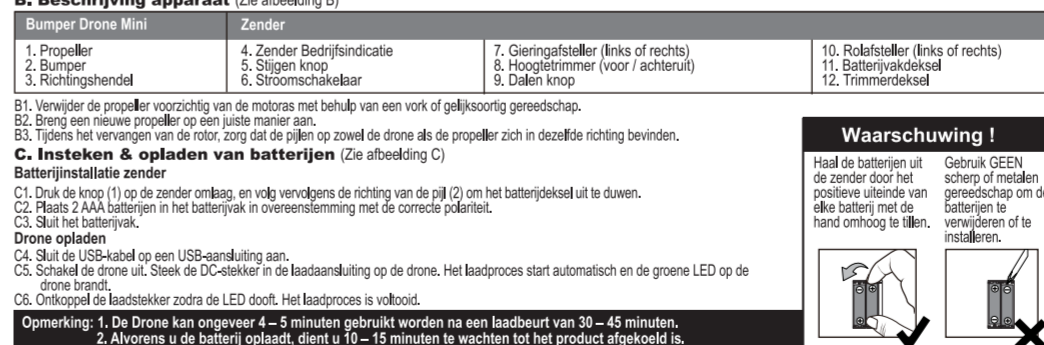 B. Beschrijving apparaat (Zie afbeelding B)
Bumper Drone Mini
Zender
1. Propeller
2. Bumper
3. Richtingshendel
4. Zender Bedrijfsindicatie
5. Stijgen knop
6. Stroomschakelaar
7. Gieringafsteller (links of rechts)
8. Hoogtetrimmer (voor / achteruit)
9. Dalen knop
10. Rolafsteller (links of rechts)
11. Batterijvakdeksel
12. Trimmerdeksel
B1. Verwijder de propeller voorzichtig van de motoras met behulp van een vork of gelijksoortig gereedschap.
B2. Breng een nieuwe propeller op een juiste manier aan.
B3. Tijdens het vervangen van de rotor, zorg dat de pijlen op zowel de drone als de propeller zich in dezelfde richting bevinden.
C. Insteken & opladen van batterijen (Zie afbeelding C)
Batterijinstallatie zender
C1. Druk de knop (1) op de zender omlaag, en volg vervolgens de richting van de pijl (2) om het batterijdeksel uit te duwen.
C2. Plaats 2 AAA batterijen in het batterijvak in overeenstemming met de correcte polariteit.
C3. Sluit het batterijvak.
Drone opladen
C4. Sluit de USB-kabel op een USB-aansluiting aan.
C5. Schakel de drone uit. Steek de DC-stekker in de laadaansluiting op de drone. Het laadproces start automatisch en de groene LED op de
drone brandt.
C6. Ontkoppel de laadstekker zodra de LED dooft. Het laadproces is voltooid.
Opmerking: 1. De Drone kan ongeveer 4 – 5 minuten gebruikt worden na een laadbeurt van 30 – 45 minuten.
2. Alvorens u de batterij oplaadt, dient u 10 – 15 minuten te wachten tot het product afgekoeld is.
Waarschuwing !
Haal de batterijen uit
de zender door het
positieve uiteinde van
elke batterij met de
hand omhoog te tillen.
Gebruik GEEN
scherp of metalen
gereedschap om de
batterijen te
verwijderen of te
installeren.